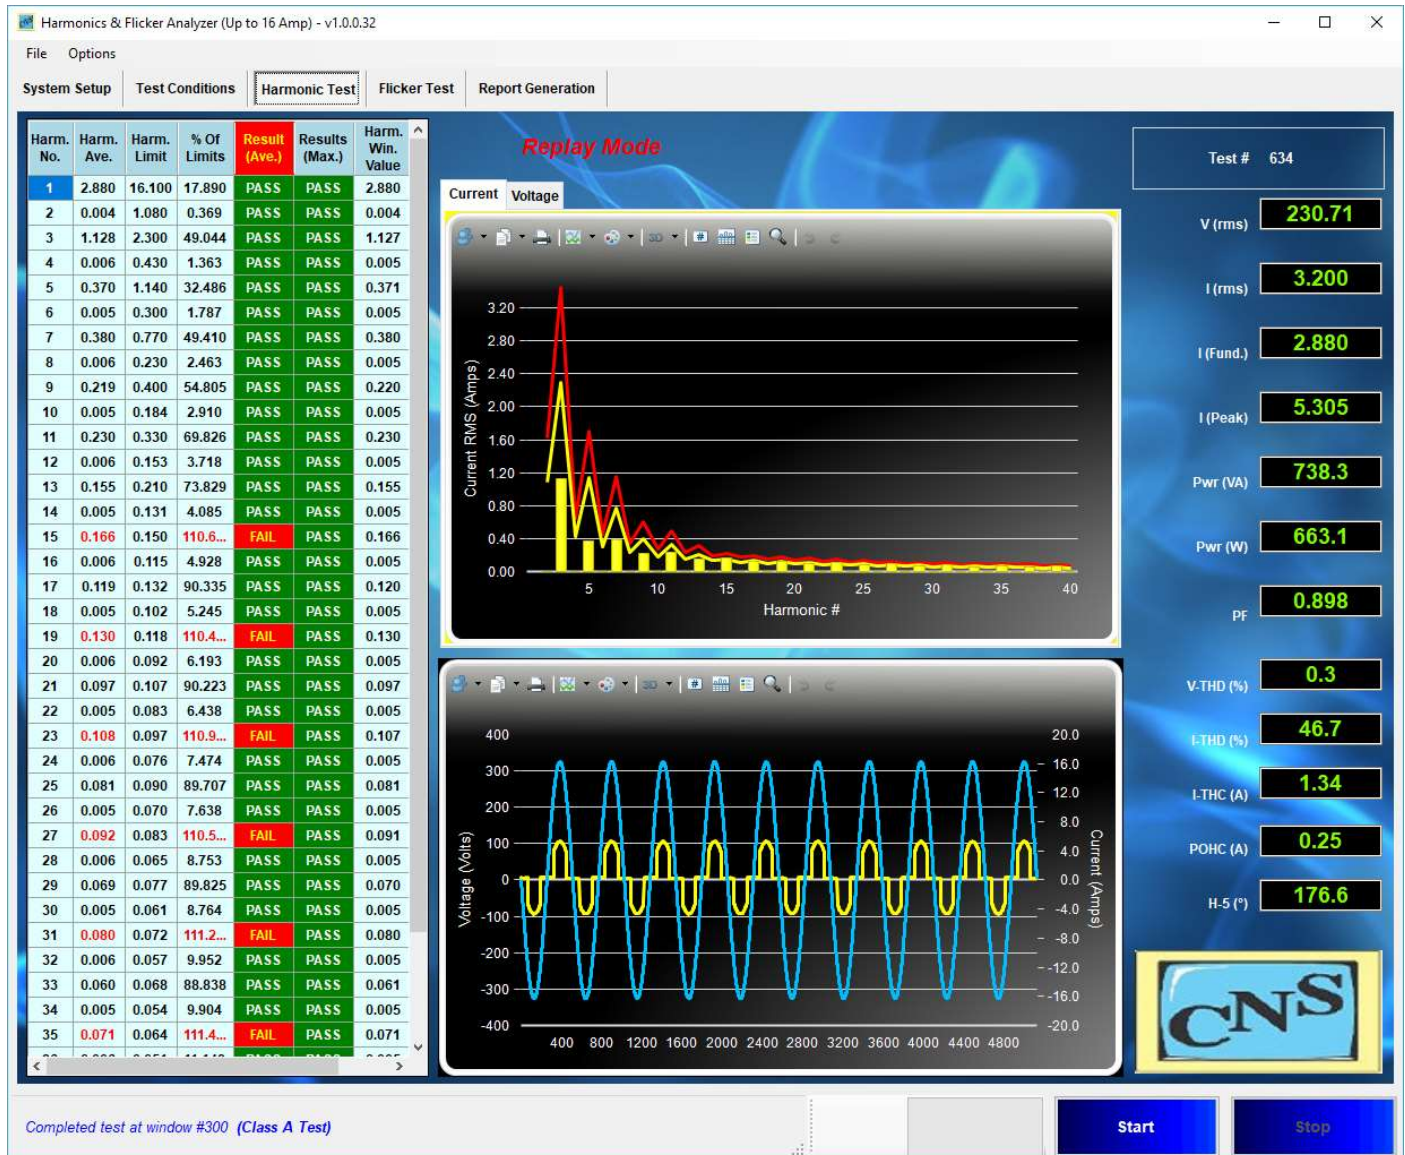 Harmonics & Flicker Analyzer (Up to 16 Amp) - v1.0.0.32
File Options
System Setup Test Conditions Harmonic Test Flicker Test Report Generation
Harm. No. Harm. Ave. Harm. Limit % Of Limits Result (Ave.) Results (Max.) Harm. Win. Value
1 2.880 16.100 17.890 PASS PASS 2.880
2 0.004 1.080 0.369 PASS PASS 0.004
3 1.128 2.300 49.044 PASS PASS 1.127
4 0.006 0.430 1.363 PASS PASS 0.005
5 0.370 1.140 32.486 PASS PASS 0.371
6 0.005 0.300 1.787 PASS PASS 0.005
7 0.380 0.770 49.410 PASS PASS 0.380
8 0.006 0.230 2.463 PASS PASS 0.005
9 0.219 0.400 54.805 PASS PASS 0.220
10 0.005 0.184 2.910 PASS PASS 0.005
11 0.230 0.330 69.826 PASS PASS 0.230
12 0.006 0.153 3.718 PASS PASS 0.005
13 0.155 0.210 73.829 PASS PASS 0.155
14 0.005 0.131 4.085 PASS PASS 0.005
15 0.166 0.150 110.6... FAIL PASS 0.166
16 0.006 0.115 4.928 PASS PASS 0.005
17 0.119 0.132 90.335 PASS PASS 0.120
18 0.005 0.102 5.245 PASS PASS 0.005
19 0.130 0.118 110.4... FAIL PASS 0.130
20 0.006 0.092 6.193 PASS PASS 0.005
21 0.097 0.107 90.223 PASS PASS 0.097
22 0.005 0.083 6.438 PASS PASS 0.005
23 0.108 0.097 110.9... FAIL PASS 0.107
24 0.006 0.076 7.474 PASS PASS 0.005
25 0.081 0.090 89.707 PASS PASS 0.081
26 0.005 0.070 7.638 PASS PASS 0.005
27 0.092 0.083 110.5... FAIL PASS 0.091
28 0.006 0.065 8.753 PASS PASS 0.005
29 0.069 0.077 89.825 PASS PASS 0.070
30 0.005 0.061 8.764 PASS PASS 0.005
31 0.080 0.072 111.2... FAIL PASS 0.080
32 0.006 0.057 9.952 PASS PASS 0.005
33 0.060 0.068 88.838 PASS PASS 0.061
34 0.005 0.054 9.904 PASS PASS 0.005
35 0.071 0.064 111.4... FAIL PASS 0.071
Replay Mode
Current Voltage
3D
Current RMS (Amps)
3.20
2.80
2.40
2.00
1.60
1.20
0.80
0.40
0.00
5 10 15 20 25 30 35 40
Harmonic #
3D
Voltage (Volts)
400
300
200
100
0
-100
-200
-300
-400
20.0
16.0
12.0
8.0
4.0
0.0
-4.0
-8.0
-12.0
-16.0
-20.0
Current (Amps)
400 800 1200 1600 2000 2400 2800 3200 3600 4000 4400 4800
Test # 634
V (rms) 230.71
I (rms) 3.200
I (Fund.) 2.880
I (Peak) 5.305
Pwr (VA) 738.3
Pwr (W) 663.1
PF 0.898
V-THD (%) 0.3
I-THD (%) 46.7
I-THC (A) 1.34
POHC (A) 0.25
H-5 (°) 176.6
CNS
Completed test at window #300 (Class A Test)
Start Stop